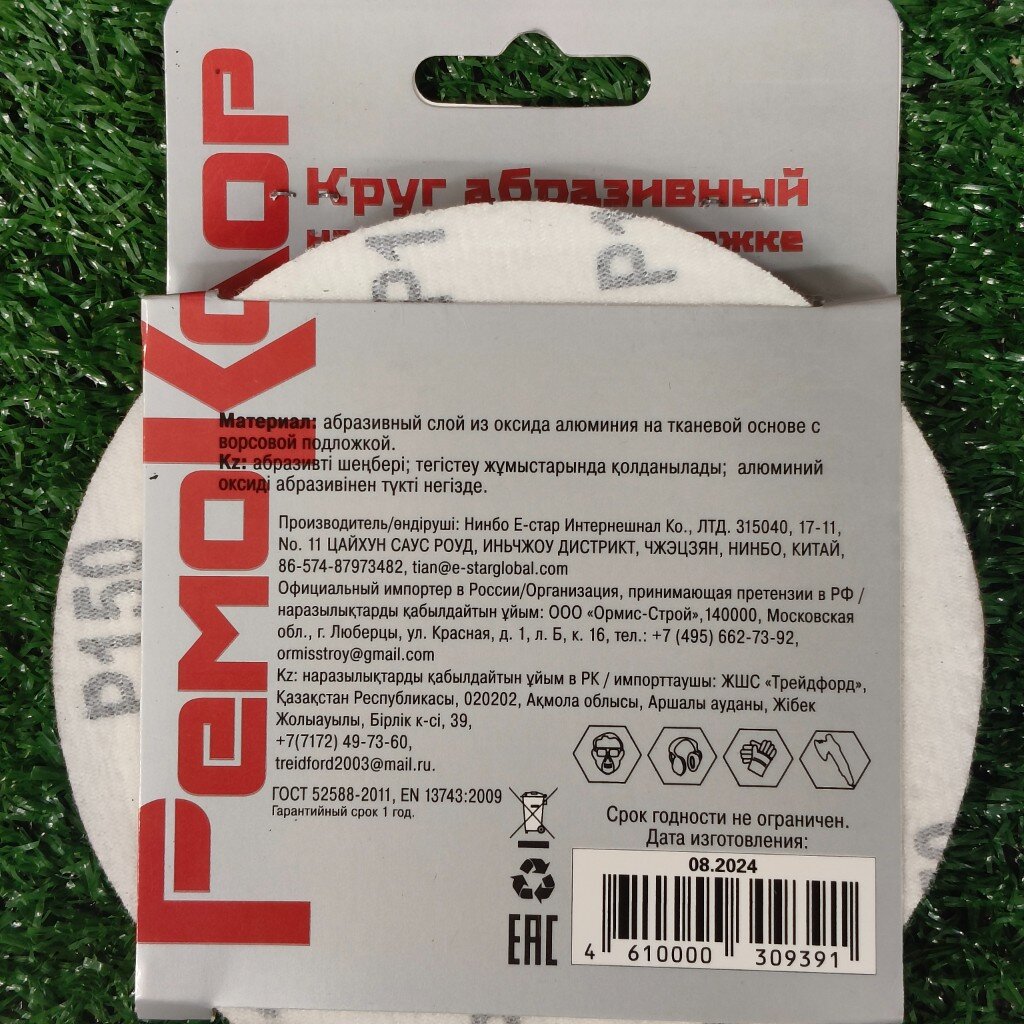 РемоКолор
Круг абразивный
P150
Материал: абразивный слой из оксида алюминия на тканевой основе с
ворсовой подложкой.
Kz: абразивті шеңбері; тегістеу жұмыстарында қолданылады; алюминий
оксиді абразивінен түкті негізде.
Производитель/өндіруші: Нинбо Е-стар Интернешнал Ко., ЛТД. 315040, 17-11,
No. 11 ЦАЙХУН САУС РОУД, ИНЬЧЖОУ ДИСТРИКТ, ЧЖЭЦЗЯН, НИНБО, КИТАЙ,
86-574-87973482, tian@e-starglobal.com
Официальный импортер в России/Организация, принимающая претензии в РФ /
наразылықтарды қабылдайтын ұйым: ООО «Ормис-Строй»,140000, Московская
обл., г. Люберцы, ул. Красная, д. 1, л. Б, к. 16, тел.: +7 (495) 662-73-92,
ormisstroy@gmail.com
Kz: наразылықтарды қабылдайтын ұйым в РК / импорттаушы: ЖШС «Трейдфорд»,
Қазақстан Республикасы, 020202, Ақмола облысы, Аршалы ауданы, Жібек
Жолыауылы, Бірлік к-сі, 39,
+7(7172) 49-73-60,
treidford2003@mail.ru.
ГОСТ 52588-2011, EN 13743:2009
Гарантийный срок 1 год.
Срок годности не ограничен.
Дата изготовления:
08.2024
EAC
4 610000 309391